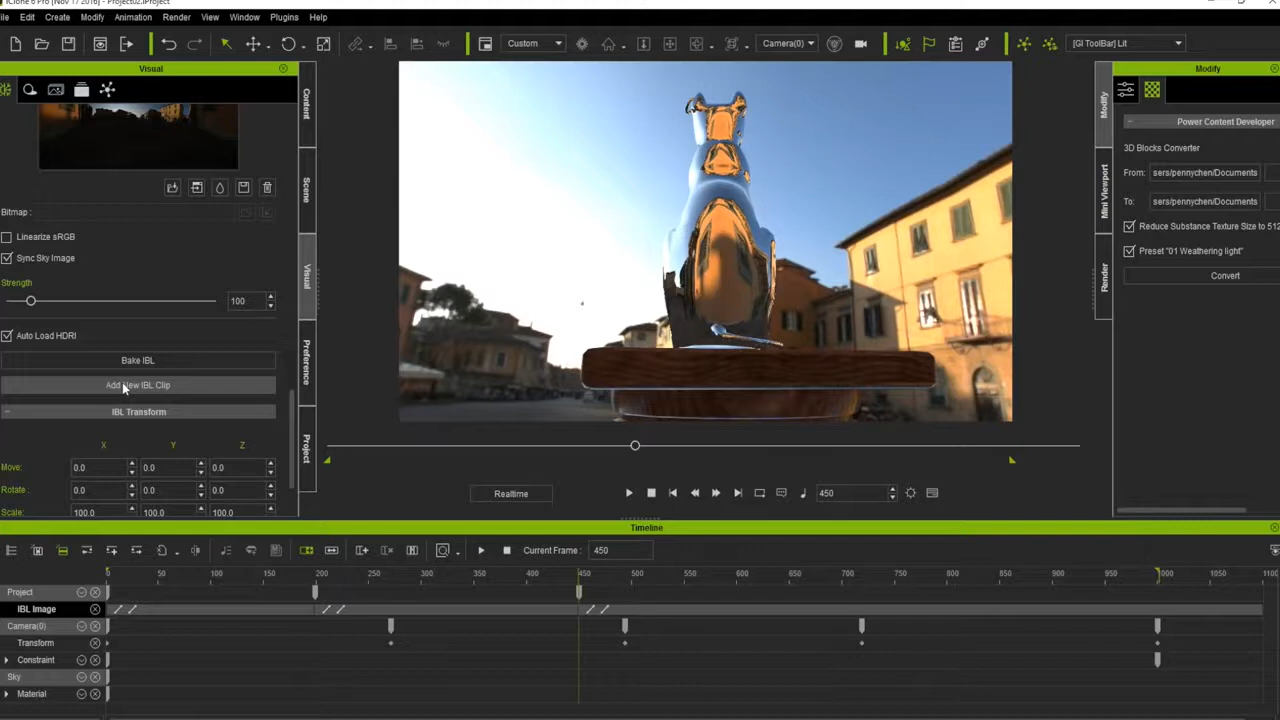 iClone 6 Pro [Nov 17 2016] - Project02.iProject
File Edit Create Modify Animation Render View Window Plugins Help
Custom Camera(0) [GI ToolBar] Lit
Visual
Bitmap :
Linearize sRGB
Sync Sky Image
Strength
100
Auto Load HDRI
Bake IBL
Add New IBL Clip
IBL Transform
X Y Z
Move: 0.0 0.0 0.0
Rotate : 0.0 0.0 0.0
Scale: 100.0 100.0 100.0
Content
Scene
Visual
Preference
Project
Realtime
450
Modify
Mini Viewport
Render
Modify
Power Content Developer
3D Blocks Converter
From: sers/pennychen/Documents
To: sers/pennychen/Documents
Reduce Substance Texture Size to 512
Preset "01 Weathering light"
Convert
Timeline
Current Frame : 450
0 50 100 150 200 250 300 350 400 450 500 550 600 650 700 750 800 850 900 950 1000 1050 1100
Project
IBL Image
Camera(0)
Transform
Constraint
Sky
Material